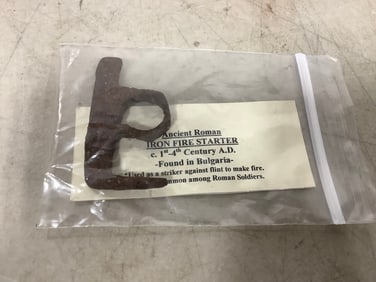 Ancient Roman
IRON FIRE STARTER
c. 1st-4th Century A.D.
-Found in Bulgaria-
*Used as a striker against flint to make fire.
common among Roman Soldiers.